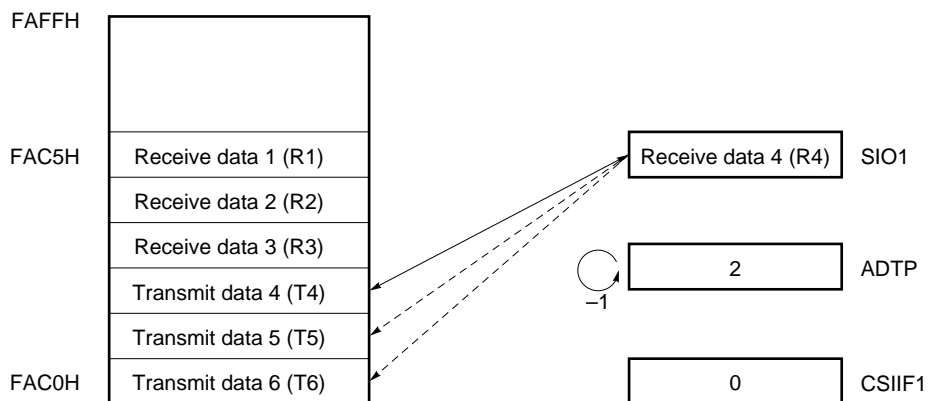 FAFFH
FAC5H
Receive data 1 (R1)
Receive data 4 (R4)
SIO1
Receive data 2 (R2)
Receive data 3 (R3)
2
ADTP
–1
Transmit data 4 (T4)
Transmit data 5 (T5)
FAC0H
Transmit data 6 (T6)
0
CSIIF1